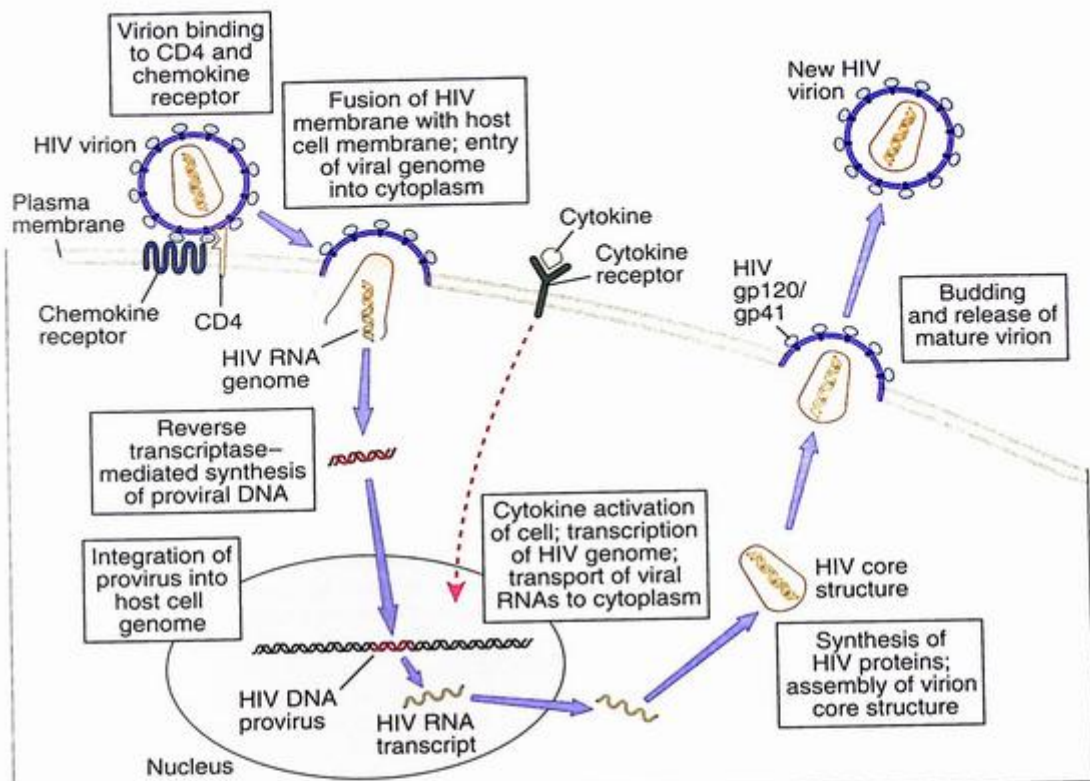 Virion binding
to CD4 and
chemokine
receptor
Fusion of HIV
membrane with host
cell membrane; entry
of viral genome
into cytoplasm
New HIV
virion
HIV virion
Plasma
membrane
Cytokine
Cytokine
receptor
Chemokine
receptor
CD4
HIV
gp120/
gp41
Budding
and release of
mature virion
HIV RNA
genome
Reverse
transcriptase–
mediated synthesis
of proviral DNA
Integration of
provirus into
host cell
genome
Cytokine activation
of cell; transcription
of HIV genome;
transport of viral
RNAs to cytoplasm
HIV core
structure
Synthesis of
HIV proteins;
assembly of virion
core structure
HIV DNA
provirus
HIV RNA
transcript
Nucleus